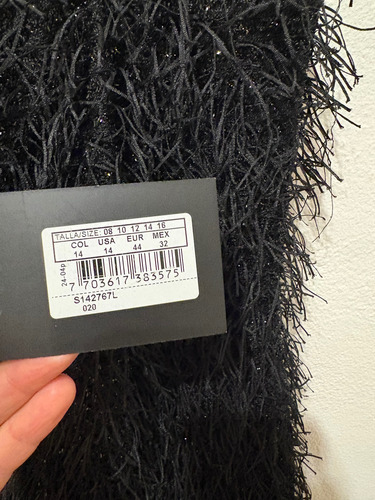 TALLA/SIZE: 08 10 12 14 16
COL USA EUR MEX
14 14 44 32
24-04p
7 703617 383575
S142767L
020